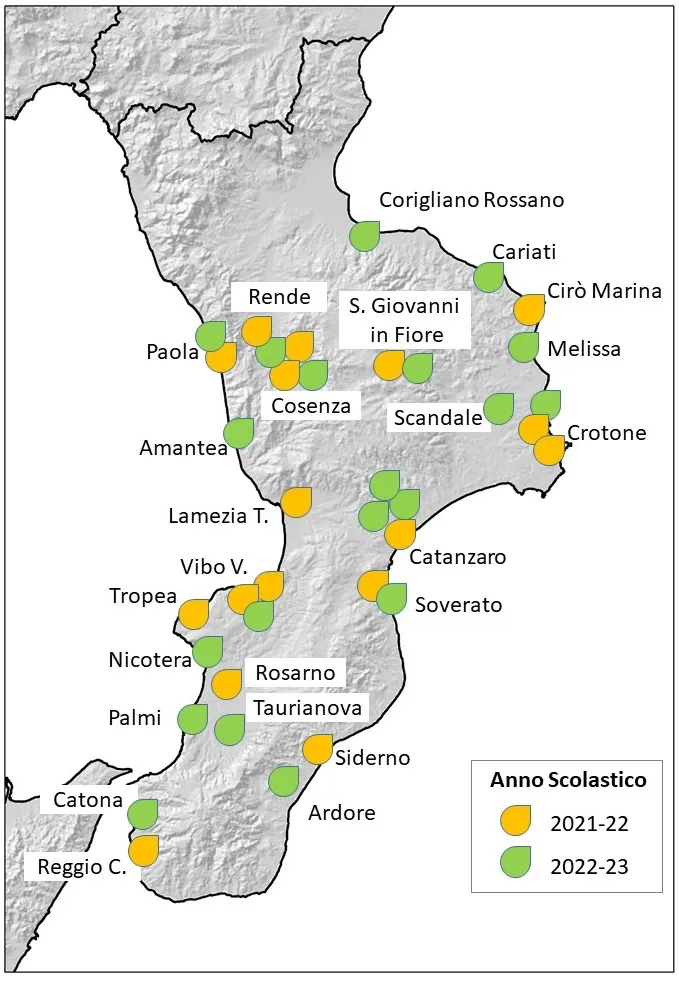 Corigliano Rossano
Cariati
Cirò Marina
Rende
S. Giovanni
in Fiore
Paola
Melissa
Cosenza
Scandale
Crotone
Amantea
Lamezia T.
Catanzaro
Vibo V.
Tropea
Soverato
Nicotera
Rosarno
Taurianova
Palmi
Siderno
Catona
Ardore
Reggio C.
Anno Scolastico
2021-22
2022-23